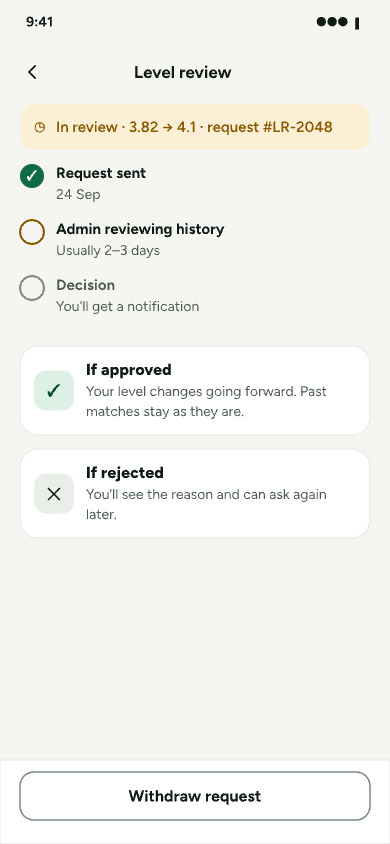 9:41
Level review
In review · 3.82 → 4.1 · request #LR-2048
Request sent
24 Sep
Admin reviewing history
Usually 2–3 days
Decision
You'll get a notification
If approved
Your level changes going forward. Past
matches stay as they are.
If rejected
You'll see the reason and can ask again
later.
Withdraw request